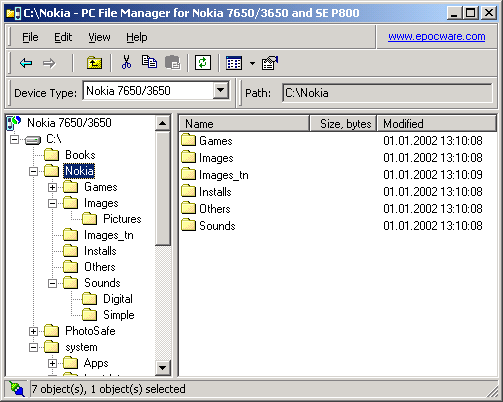 C:\Nokia - PC File Manager for Nokia 7650/3650 and SE P800
File Edit View Help www.epocware.com
Device Type: Nokia 7650/3650 Path: C:\Nokia
Nokia 7650/3650
C:\
Books
Nokia
Games
Images
Pictures
Images_tn
Installs
Others
Sounds
Digital
Simple
PhotoSafe
system
Apps
Name Size, bytes Modified
Games 01.01.2002 13:10:08
Images 01.01.2002 13:10:08
Images_tn 01.01.2002 13:10:09
Installs 01.01.2002 13:10:08
Others 01.01.2002 13:10:08
Sounds 01.01.2002 13:10:08
7 object(s), 1 object(s) selected